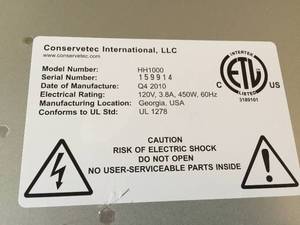 Conservetec International, LLC
www.conservetec.com
Model Number: HH1000
Serial Number: 159914
Date of Manufacture: Q4 2010
Electrical Rating: 120V, 3.8A, 450W, 60Hz
Manufacturing Location: Georgia, USA
Conforms to UL Std: UL 1278
INTERTEK
C ETL US
LISTED
3189101
CAUTION
RISK OF ELECTRIC SHOCK
DO NOT OPEN
NO USER-SERVICEABLE PARTS INSIDE